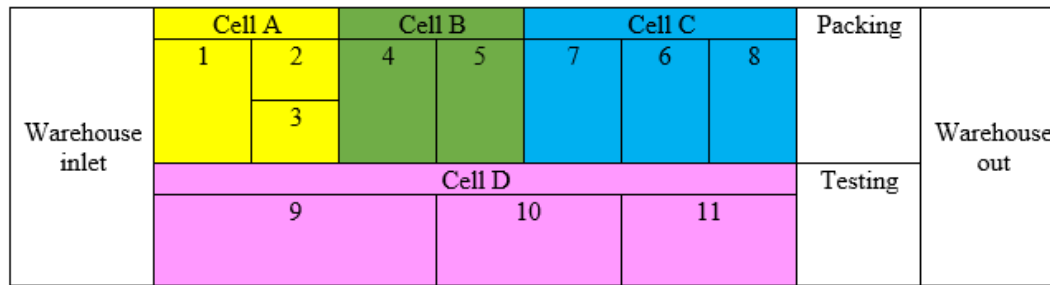 Cell A Cell B Cell C Packing
1 2 4 5 7 6 8
3
Warehouse inlet
Warehouse out
Cell D Testing
9 10 11